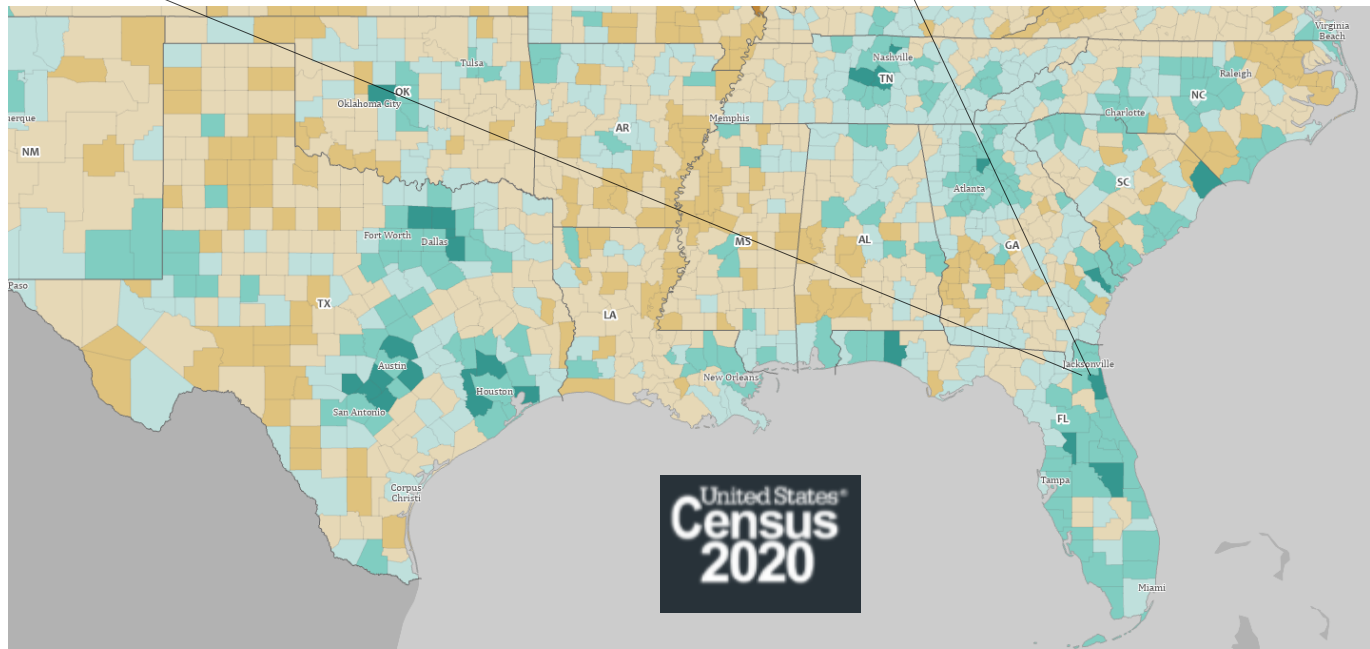 Virginia
Beach
Nashville
Tulsa
TN
Raleigh
OK
NC
Oklahoma City
Charlotte
uerque
Memphis
AR
NM
SC
Atlanta
Fort Worth
Dallas
MS
AL
GA
Paso
TX
LA
Jacksonville
Austin
New Orleans
Houston
San Antonio
FL
Tampa
Corpus
Christi
United States®
Census
2020
Miami